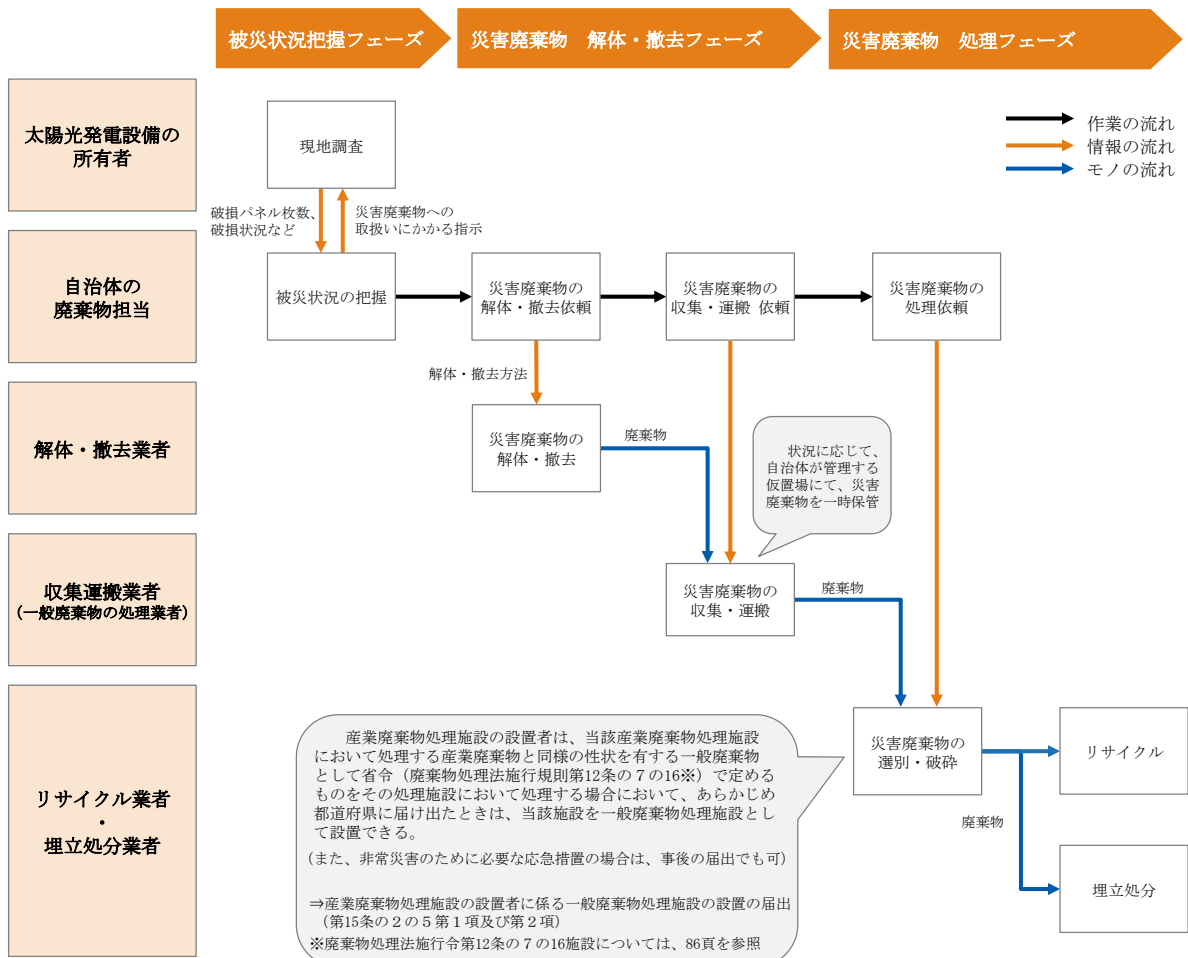 被災状況把握フェーズ
災害廃棄物　解体・撤去フェーズ
災害廃棄物　処理フェーズ
作業の流れ
情報の流れ
モノの流れ
太陽光発電設備の
所有者
現地調査
破損パネル枚数、
破損状況など
災害廃棄物への
取扱いにかかる指示
自治体の
廃棄物担当
被災状況の把握
災害廃棄物の
解体・撤去依頼
災害廃棄物の
収集・運搬 依頼
災害廃棄物の
処理依頼
解体・撤去方法
解体・撤去業者
災害廃棄物の
解体・撤去
廃棄物
状況に応じて、
自治体が管理する
仮置場にて、災害
廃棄物を一時保管
収集運搬業者
（一般廃棄物の処理業者）
災害廃棄物の
収集・運搬
廃棄物
リサイクル業者
・
埋立処分業者
産業廃棄物処理施設の設置者は、当該産業廃棄物処理施設
において処理する産業廃棄物と同様の性状を有する一般廃棄物
として省令（廃棄物処理法施行規則第12条の７の16※）で定める
ものをその処理施設において処理する場合において、あらかじめ
都道府県に届け出たときは、当該施設を一般廃棄物処理施設とし
て設置できる。
(また、非常災害のために必要な応急措置の場合は、事後の届出でも可)
⇒産業廃棄物処理施設の設置者に係る一般廃棄物処理施設の設置の届出
（第15条の２の５第１項及び第２項）
※廃棄物処理法施行令第12条の７の16施設については、86頁を参照
災害廃棄物の
選別・破砕
リサイクル
廃棄物
埋立処分